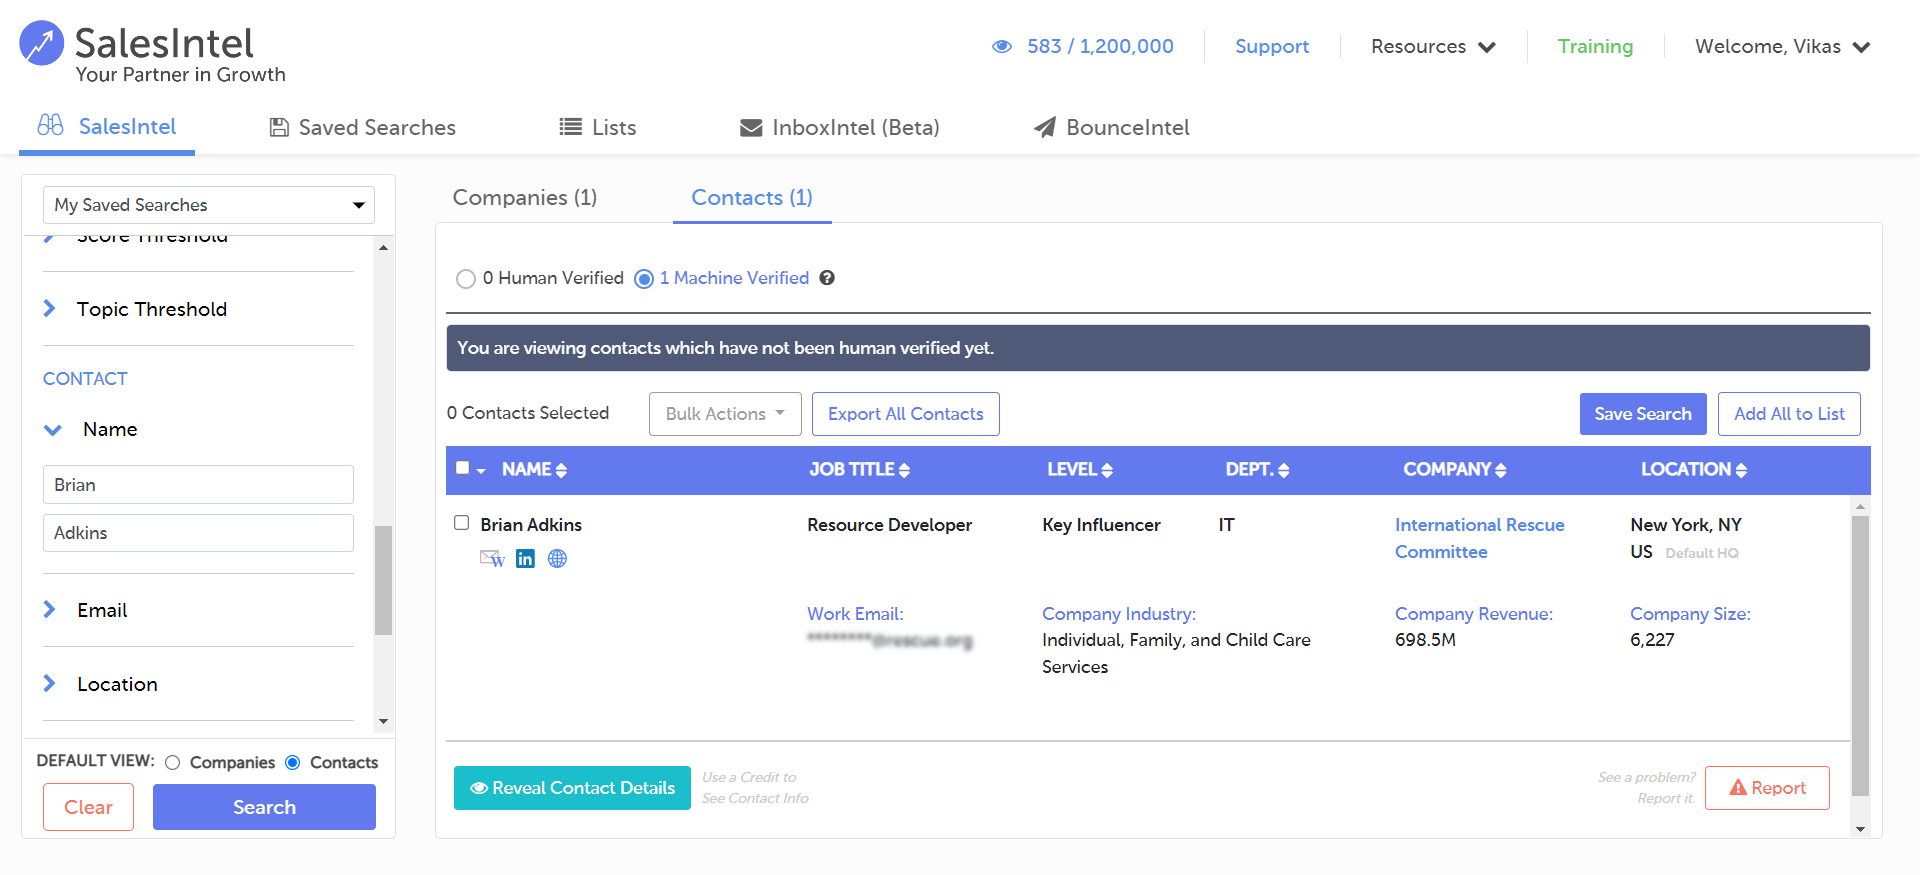 SalesIntel
Your Partner in Growth
583 / 1,200,000
Support
Resources
Training
Welcome, Vikas
SalesIntel
Saved Searches
Lists
InboxIntel (Beta)
BounceIntel
My Saved Searches
Score Threshold
Topic Threshold
CONTACT
Name
Brian
Adkins
Email
Location
DEFAULT VIEW: Companies Contacts
Clear
Search
Companies (1)
Contacts (1)
0 Human Verified 1 Machine Verified ?
You are viewing contacts which have not been human verified yet.
0 Contacts Selected
Bulk Actions
Export All Contacts
Save Search
Add All to List
NAME JOB TITLE LEVEL DEPT. COMPANY LOCATION
Brian Adkins Resource Developer Key Influencer IT International Rescue New York, NY
W in Committee US Default HQ
Work Email: Company Industry: Company Revenue: Company Size:
********@rescue.org Individual, Family, and Child Care 698.5M 6,227
Services
Reveal Contact Details
Use a Credit to
See Contact Info
See a problem?
Report it.
Report